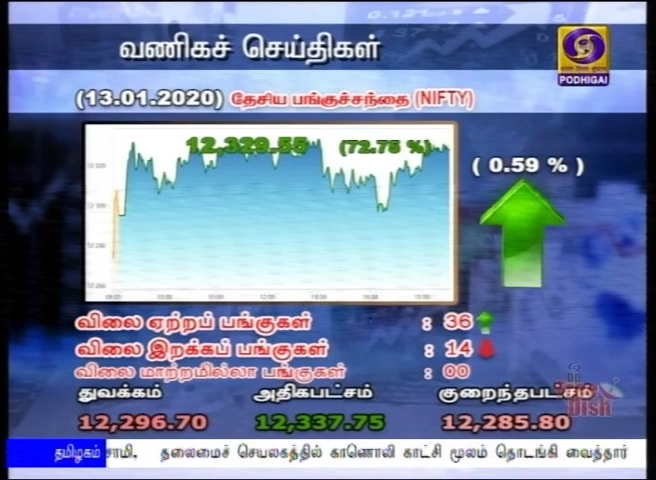 வணிகச் செய்திகள்
PODHIGAI
(13.01.2020) தேசிய பங்குச்சந்தை (NIFTY)
12,329.55 (72.75 %)
( 0.59 % )
விலை ஏற்றப் பங்குகள் : 36
விலை இறக்கப் பங்குகள் : 14
விலை மாற்றமில்லா பங்குகள் : 00
துவக்கம் அதிகபட்சம் குறைந்தபட்சம்
12,296.70 12,337.75 12,285.80
தமிழகம் சாமி, தலைமைச் செயலகத்தில் காணொலி காட்சி மூலம் தொடங்கி வைத்தார்